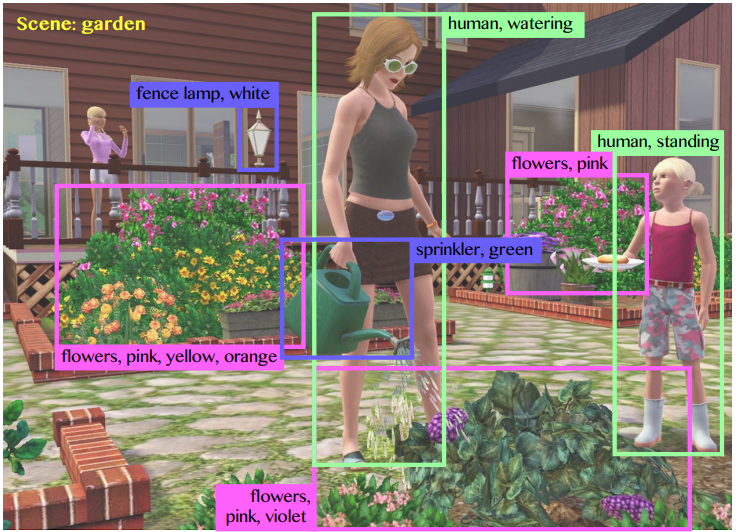 Scene: garden
human, watering
fence lamp, white
human, standing
flowers, pink
sprinkler, green
flowers, pink, yellow, orange
flowers,
pink, violet